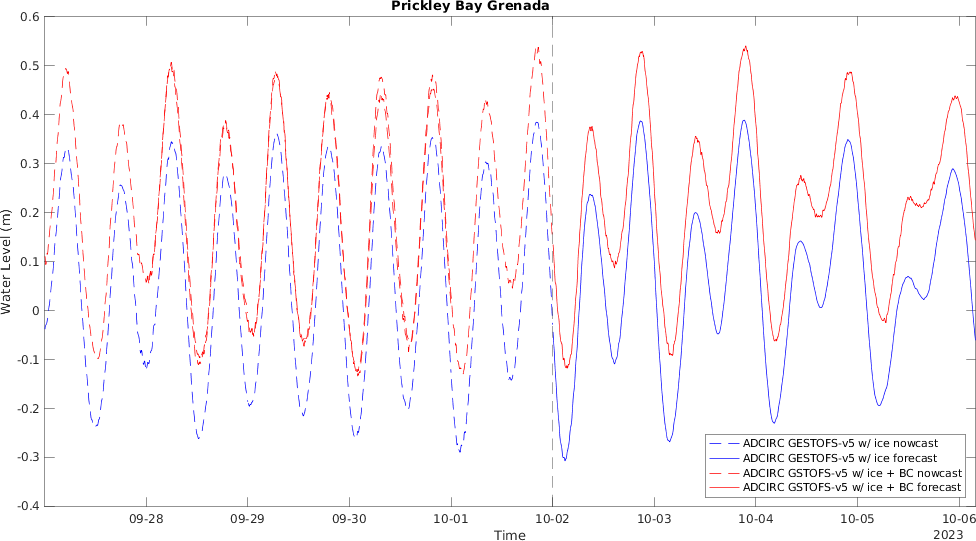 Prickley Bay Grenada
0.6
0.5
0.4
0.3
0.2
0.1
0
-0.1
-0.2
-0.3
-0.4
Water Level (m)
ADCIRC GESTOFS-v5 w/ ice nowcast
ADCIRC GESTOFS-v5 w/ ice forecast
ADCIRC GSTOFS-v5 w/ ice + BC nowcast
ADCIRC GSTOFS-v5 w/ ice + BC forecast
09-28 09-29 09-30 10-01 10-02 10-03 10-04 10-05 10-06
Time 2023